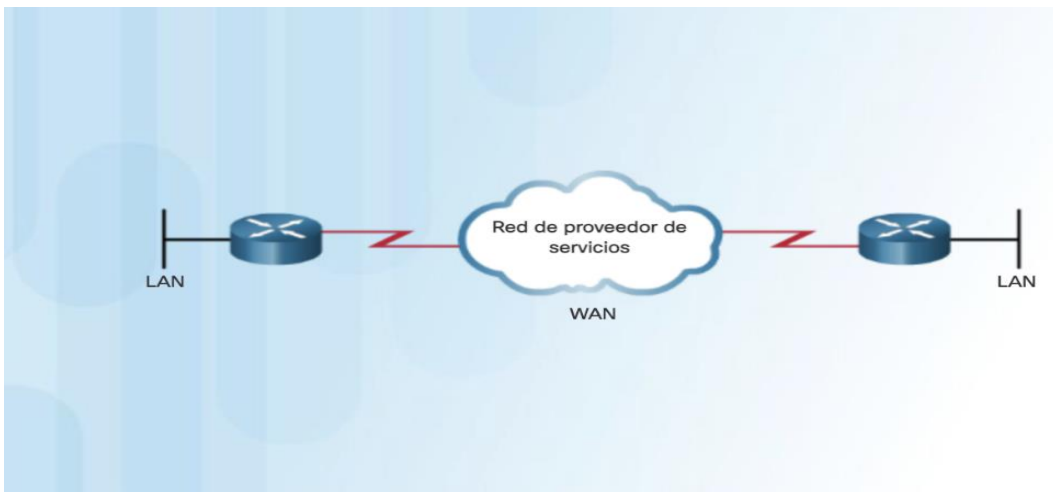 Red de proveedor de
servicios
LAN
LAN
WAN